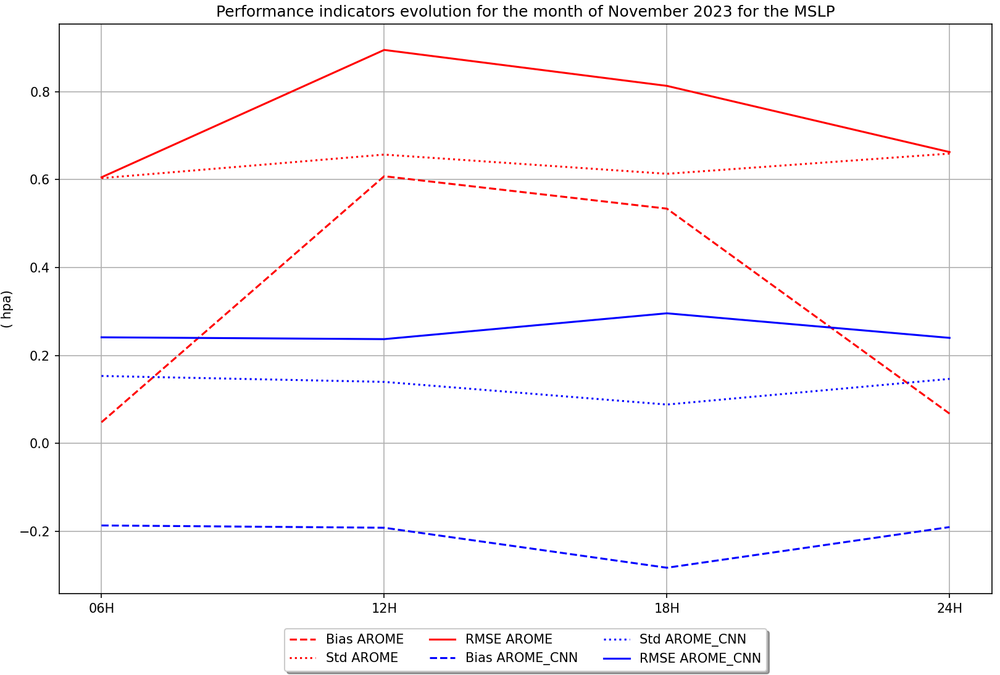 Performance indicators evolution for the month of November 2023 for the MSLP
( hpa)
0.8
0.6
0.4
0.2
0.0
−0.2
06H 12H 18H 24H
Bias AROME RMSE AROME Std AROME_CNN
Std AROME Bias AROME_CNN RMSE AROME_CNN